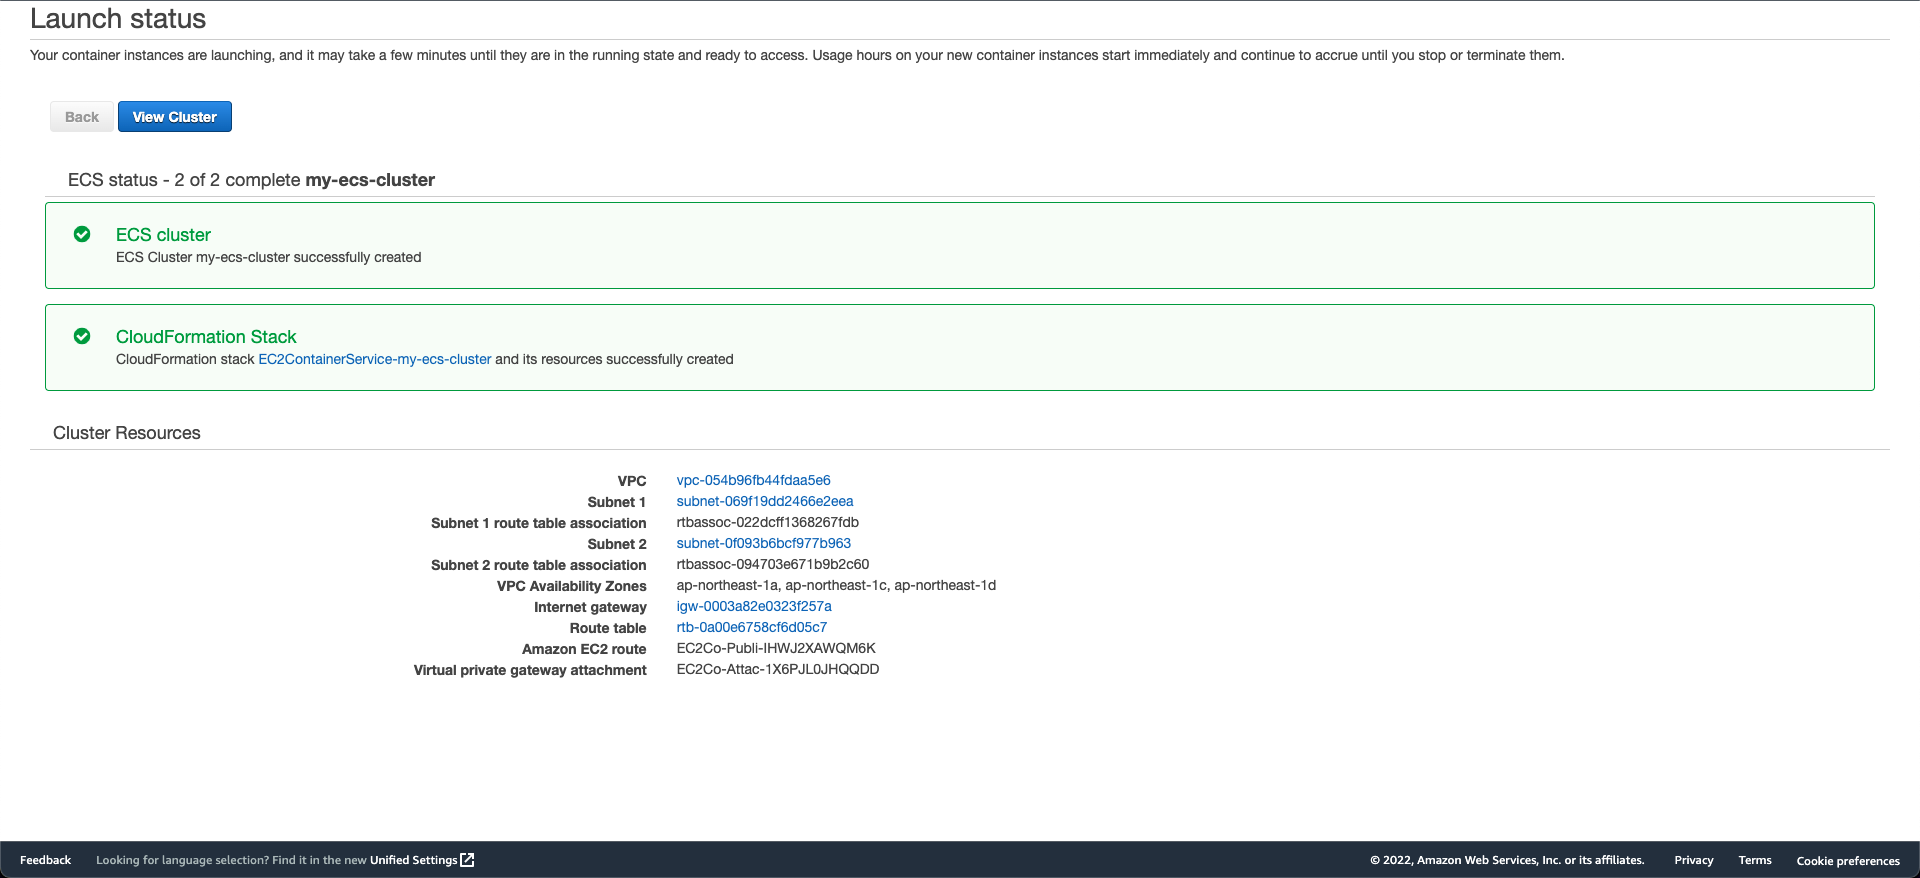 Launch status
Your container instances are launching, and it may take a few minutes until they are in the running state and ready to access. Usage hours on your new container instances start immediately and continue to accrue until you stop or terminate them.
Back View Cluster
ECS status - 2 of 2 complete my-ecs-cluster
ECS cluster
ECS Cluster my-ecs-cluster successfully created
CloudFormation Stack
CloudFormation stack EC2ContainerService-my-ecs-cluster and its resources successfully created
Cluster Resources
VPC vpc-054b96fb44fdaa5e6
Subnet 1 subnet-069f19dd2466e2eea
Subnet 1 route table association rtbassoc-022dcff1368267fdb
Subnet 2 subnet-0f093b6bcf977b963
Subnet 2 route table association rtbassoc-094703e671b9b2c60
VPC Availability Zones ap-northeast-1a, ap-northeast-1c, ap-northeast-1d
Internet gateway igw-0003a82e0323f257a
Route table rtb-0a00e6758cf6d05c7
Amazon EC2 route EC2Co-Publi-IHWJ2XAWQM6K
Virtual private gateway attachment EC2Co-Attac-1X6PJL0JHQQDD
Feedback Looking for language selection? Find it in the new Unified Settings © 2022, Amazon Web Services, Inc. or its affiliates. Privacy Terms Cookie preferences